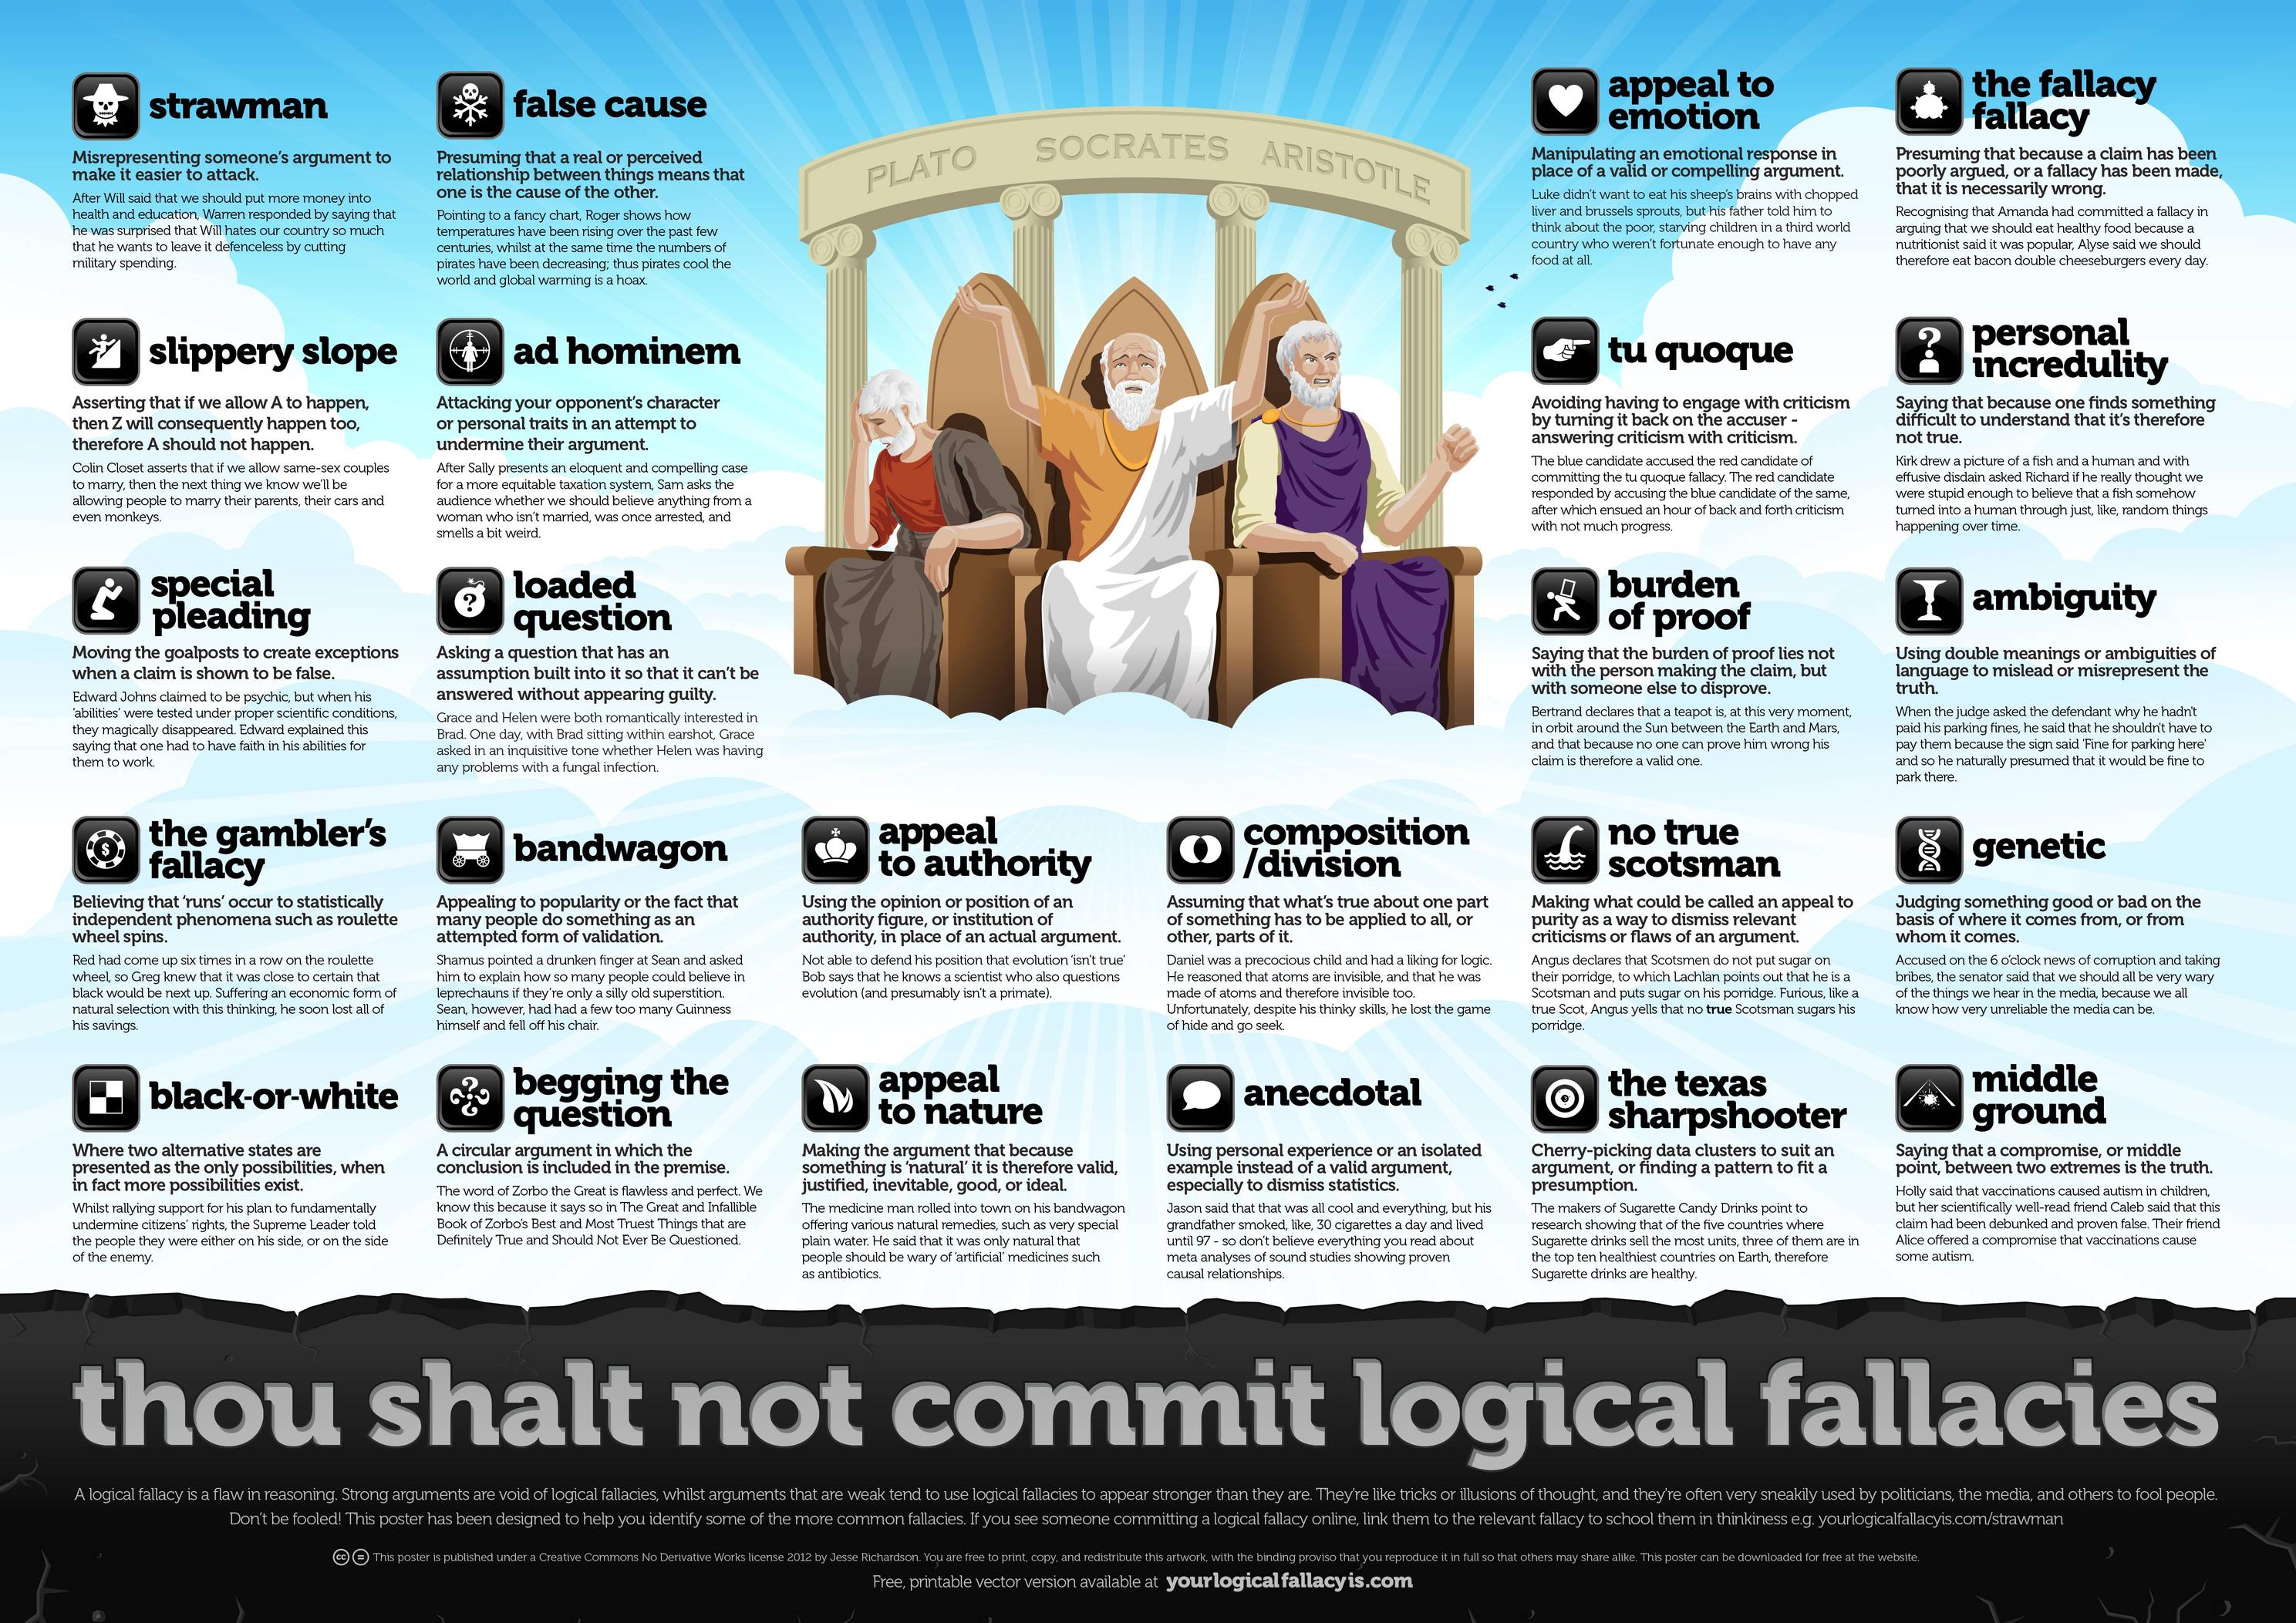 PLATO SOCRATES ARISTOTLE
strawman
Misrepresenting someone's argument to
make it easier to attack.
After Will said that we should put more money into
health and education, Warren responded by saying that
he was surprised that Will hates our country so much
that he wants to leave it defenceless by cutting
military spending.
false cause
Presuming that a real or perceived
relationship between things means that
one is the cause of the other.
Pointing to a fancy chart, Roger shows how
temperatures have been rising over the past few
centuries, whilst at the same time the numbers of
pirates have been decreasing; thus pirates cool the
world and global warming is a hoax.
appeal to
emotion
Manipulating an emotional response in
place of a valid or compelling argument.
Luke didn't want to eat his sheep's brains with chopped
liver and brussels sprouts, but his father told him to
think about the poor, starving children in a third world
country who weren't fortunate enough to have any
food at all.
the fallacy
fallacy
Presuming that because a claim has been
poorly argued, or a fallacy has been made,
that it is necessarily wrong.
Recognising that Amanda had committed a fallacy in
arguing that we should eat healthy food because a
nutritionist said it was popular, Alyse said we should
therefore eat bacon double cheeseburgers every day.
slippery slope
Asserting that if we allow A to happen,
then Z will consequently happen too,
therefore A should not happen.
Colin Closet asserts that if we allow same-sex couples
to marry, then the next thing we know we'll be
allowing people to marry their parents, their cars and
even monkeys.
ad hominem
Attacking your opponent's character
or personal traits in an attempt to
undermine their argument.
After Sally presents an eloquent and compelling case
for a more equitable taxation system, Sam asks the
audience whether we should believe anything from a
woman who isn't married, was once arrested, and
smells a bit weird.
tu quoque
Avoiding having to engage with criticism
by turning it back on the accuser -
answering criticism with criticism.
The blue candidate accused the red candidate of
committing the tu quoque fallacy. The red candidate
responded by accusing the blue candidate of the same,
after which ensued an hour of back and forth criticism
with not much progress.
personal
incredulity
Saying that because one finds something
difficult to understand that it's therefore
not true.
Kirk drew a picture of a fish and a human and with
effusive disdain asked Richard if he really thought we
were stupid enough to believe that a fish somehow
turned into a human through just, like, random things
happening over time.
special
pleading
Moving the goalposts to create exceptions
when a claim is shown to be false.
Edward Johns claimed to be psychic, but when his
'abilities' were tested under proper scientific conditions,
they magically disappeared. Edward explained this
saying that one had to have faith in his abilities for
them to work.
loaded
question
Asking a question that has an
assumption built into it so that it can't be
answered without appearing guilty.
Grace and Helen were both romantically interested in
Brad. One day, with Brad sitting within earshot, Grace
asked in an inquisitive tone whether Helen was having
any problems with a fungal infection.
burden
of proof
Saying that the burden of proof lies not
with the person making the claim, but
with someone else to disprove.
Bertrand declares that a teapot is, at this very moment,
in orbit around the Sun between the Earth and Mars,
and that because no one can prove him wrong his
claim is therefore a valid one.
ambiguity
Using double meanings or ambiguities of
language to mislead or misrepresent the
truth.
When the judge asked the defendant why he hadn't
paid his parking fines, he said that he shouldn't have to
pay them because the sign said 'Fine for parking here'
and so he naturally presumed that it would be fine to
park there.
the gambler's
fallacy
Believing that 'runs' occur to statistically
independent phenomena such as roulette
wheel spins.
Red had come up six times in a row on the roulette
wheel, so Greg knew that it was close to certain that
black would be next up. Suffering an economic form of
natural selection with this thinking, he soon lost all of
his savings.
bandwagon
Appealing to popularity or the fact that
many people do something as an
attempted form of validation.
Shamus pointed a drunken finger at Sean and asked
him to explain how so many people could believe in
leprechauns if they're only a silly old superstition.
Sean, however, had had a few too many Guinness
himself and fell off his chair.
appeal
to authority
Using the opinion or position of an
authority figure, or institution of
authority, in place of an actual argument.
Not able to defend his position that evolution 'isn't true'
Bob says that he knows a scientist who also questions
evolution (and presumably isn't a primate).
composition
/division
Assuming that what's true about one part
of something has to be applied to all, or
other, parts of it.
Daniel was a precocious child and had a liking for logic.
He reasoned that atoms are invisible, and that he was
made of atoms and therefore invisible too.
Unfortunately, despite his thinky skills, he lost the game
of hide and go seek.
no true
scotsman
Making what could be called an appeal to
purity as a way to dismiss relevant
criticisms or flaws of an argument.
Angus declares that Scotsmen do not put sugar on
their porridge, to which Lachlan points out that he is a
Scotsman and puts sugar on his porridge. Furious, like a
true Scot, Angus yells that no true Scotsman sugars his
porridge.
genetic
Judging something good or bad on the
basis of where it comes from, or from
whom it comes.
Accused on the 6 o'clock news of corruption and taking
bribes, the senator said that we should all be very wary
of the things we hear in the media, because we all
know how very unreliable the media can be.
black-or-white
Where two alternative states are
presented as the only possibilities, when
in fact more possibilities exist.
Whilst rallying support for his plan to fundamentally
undermine citizens' rights, the Supreme Leader told
the people they were either on his side, or on the side
of the enemy.
begging the
question
A circular argument in which the
conclusion is included in the premise.
The word of Zorbo the Great is flawless and perfect. We
know this because it says so in The Great and Infallible
Book of Zorbo's Best and Most Truest Things that are
Definitely True and Should Not Ever Be Questioned.
appeal
to nature
Making the argument that because
something is 'natural' it is therefore valid,
justified, inevitable, good, or ideal.
The medicine man rolled into town on his bandwagon
offering various natural remedies, such as very special
plain water. He said that it was only natural that
people should be wary of 'artificial' medicines such
as antibiotics.
anecdotal
Using personal experience or an isolated
example instead of a valid argument,
especially to dismiss statistics.
Jason said that that was all cool and everything, but his
grandfather smoked, like, 30 cigarettes a day and lived
until 97 - so don't believe everything you read about
meta analyses of sound studies showing proven
causal relationships.
the texas
sharpshooter
Cherry-picking data clusters to suit an
argument, or finding a pattern to fit a
presumption.
The makers of Sugarette Candy Drinks point to
research showing that of the five countries where
Sugarette drinks sell the most units, three of them are in
the top ten healthiest countries on Earth, therefore
Sugarette drinks are healthy.
middle
ground
Saying that a compromise, or middle
point, between two extremes is the truth.
Holly said that vaccinations caused autism in children,
but her scientifically well-read friend Caleb said that this
claim had been debunked and proven false. Their friend
Alice offered a compromise that vaccinations cause
some autism.
thou shalt not commit logical fallacies
A logical fallacy is a flaw in reasoning. Strong arguments are void of logical fallacies, whilst arguments that are weak tend to use logical fallacies to appear stronger than they are. They're like tricks or illusions of thought, and they're often very sneakily used by politicians, the media, and others to fool people.
Don't be fooled! This poster has been designed to help you identify some of the more common fallacies. If you see someone committing a logical fallacy online, link them to the relevant fallacy to school them in thinkiness e.g. yourlogicalfallacyis.com/strawman
cc = This poster is published under a Creative Commons No Derivative Works license 2012 by Jesse Richardson. You are free to print, copy, and redistribute this artwork, with the binding proviso that you reproduce it in full so that others may share alike. This poster can be downloaded for free at the website.
Free, printable vector version available at yourlogicalfallacyis.com